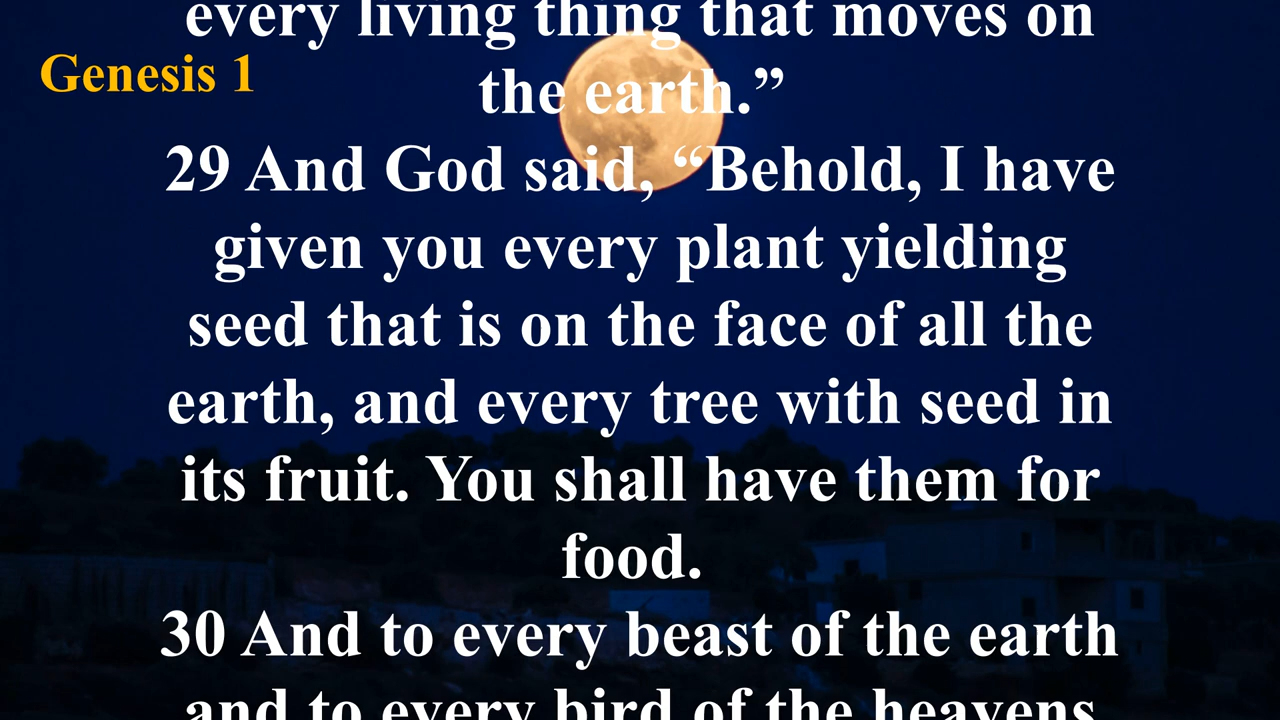 every living thing that moves on
Genesis 1
the earth.”
29 And God said, “Behold, I have
given you every plant yielding
seed that is on the face of all the
earth, and every tree with seed in
its fruit. You shall have them for
food.
30 And to every beast of the earth
and to every bird of the heavens